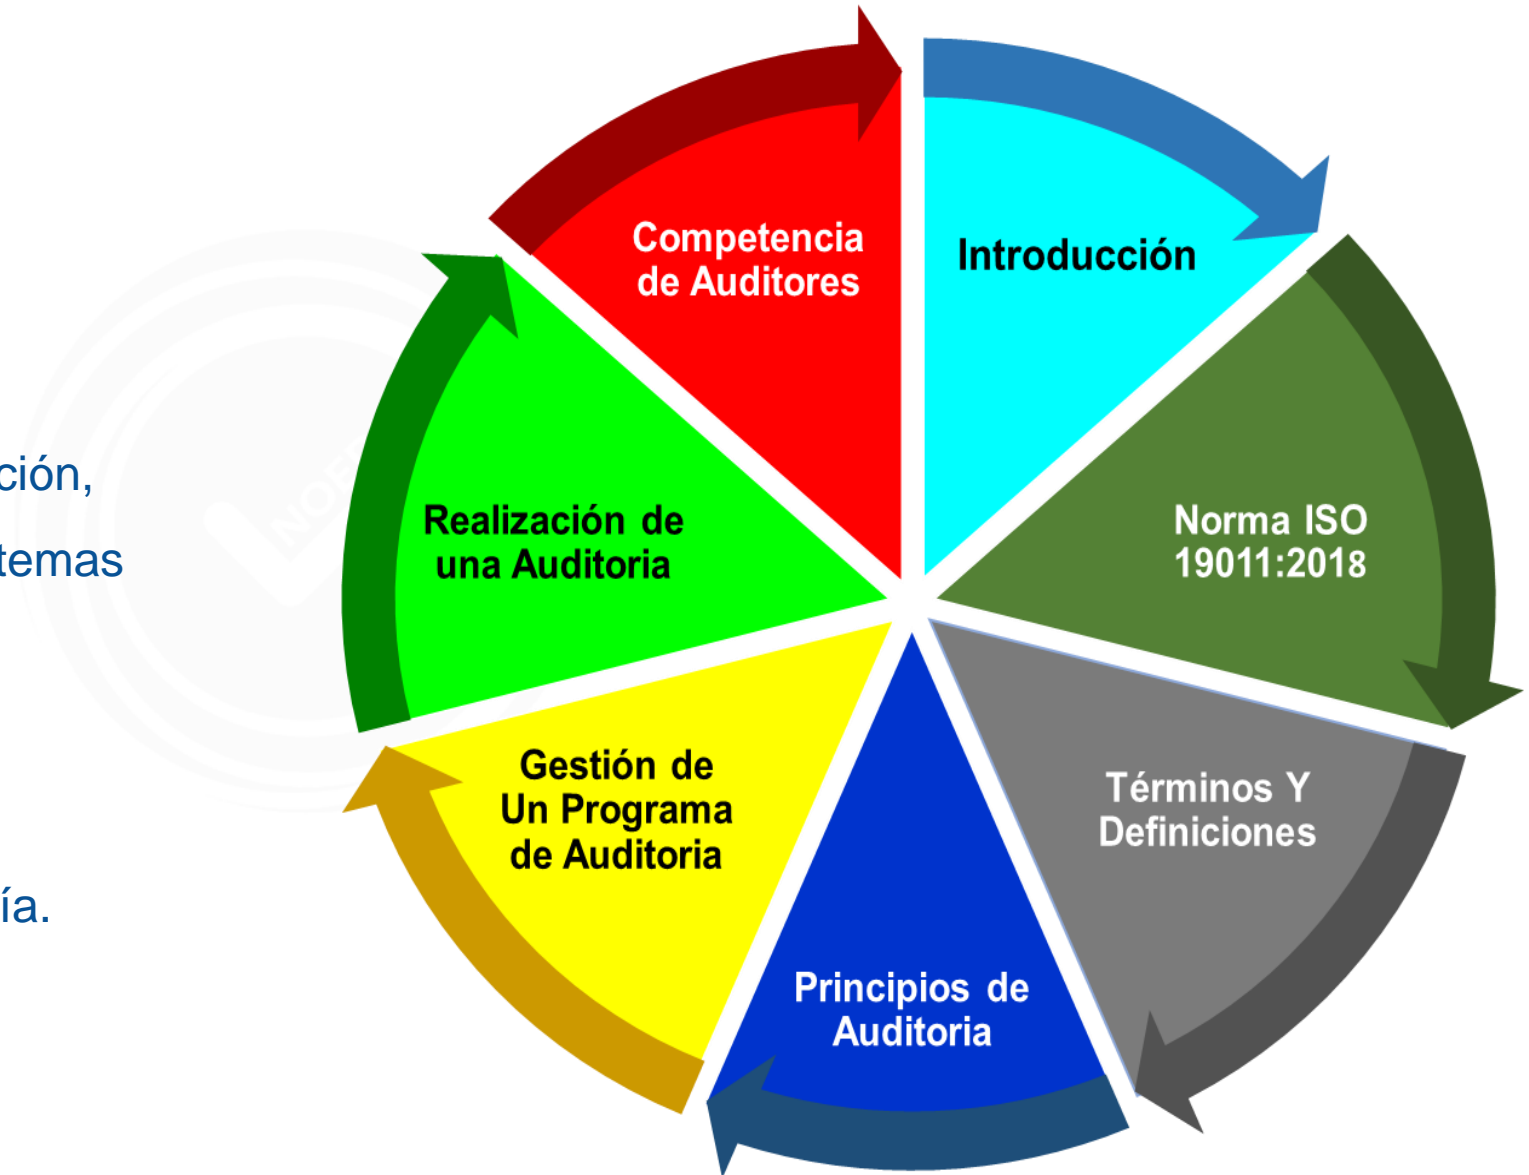 Competencia
de Auditores
Introducción
Norma ISO
19011:2018
Términos Y
Definiciones
Principios de
Auditoria
Gestión de
Un Programa
de Auditoria
Realización de
una Auditoria
ción,
temas
ía.